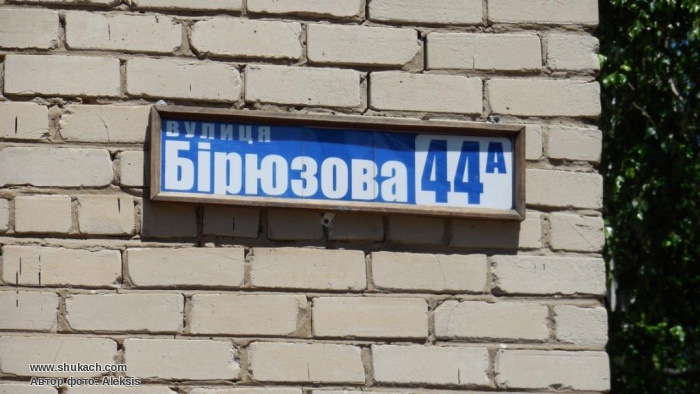 вулиця
Бірюзова 44А
www.shukach.com
Автор фото: Aleksis